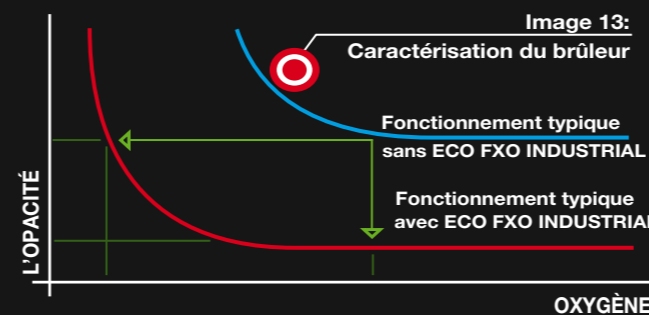 Image 13:
Caractérisation du brûleur
Fonctionnement typique
sans ECO FXO INDUSTRIAL
Fonctionnement typique
avec ECO FXO INDUSTRIAL
L'OPACITÉ
OXYGÈNE